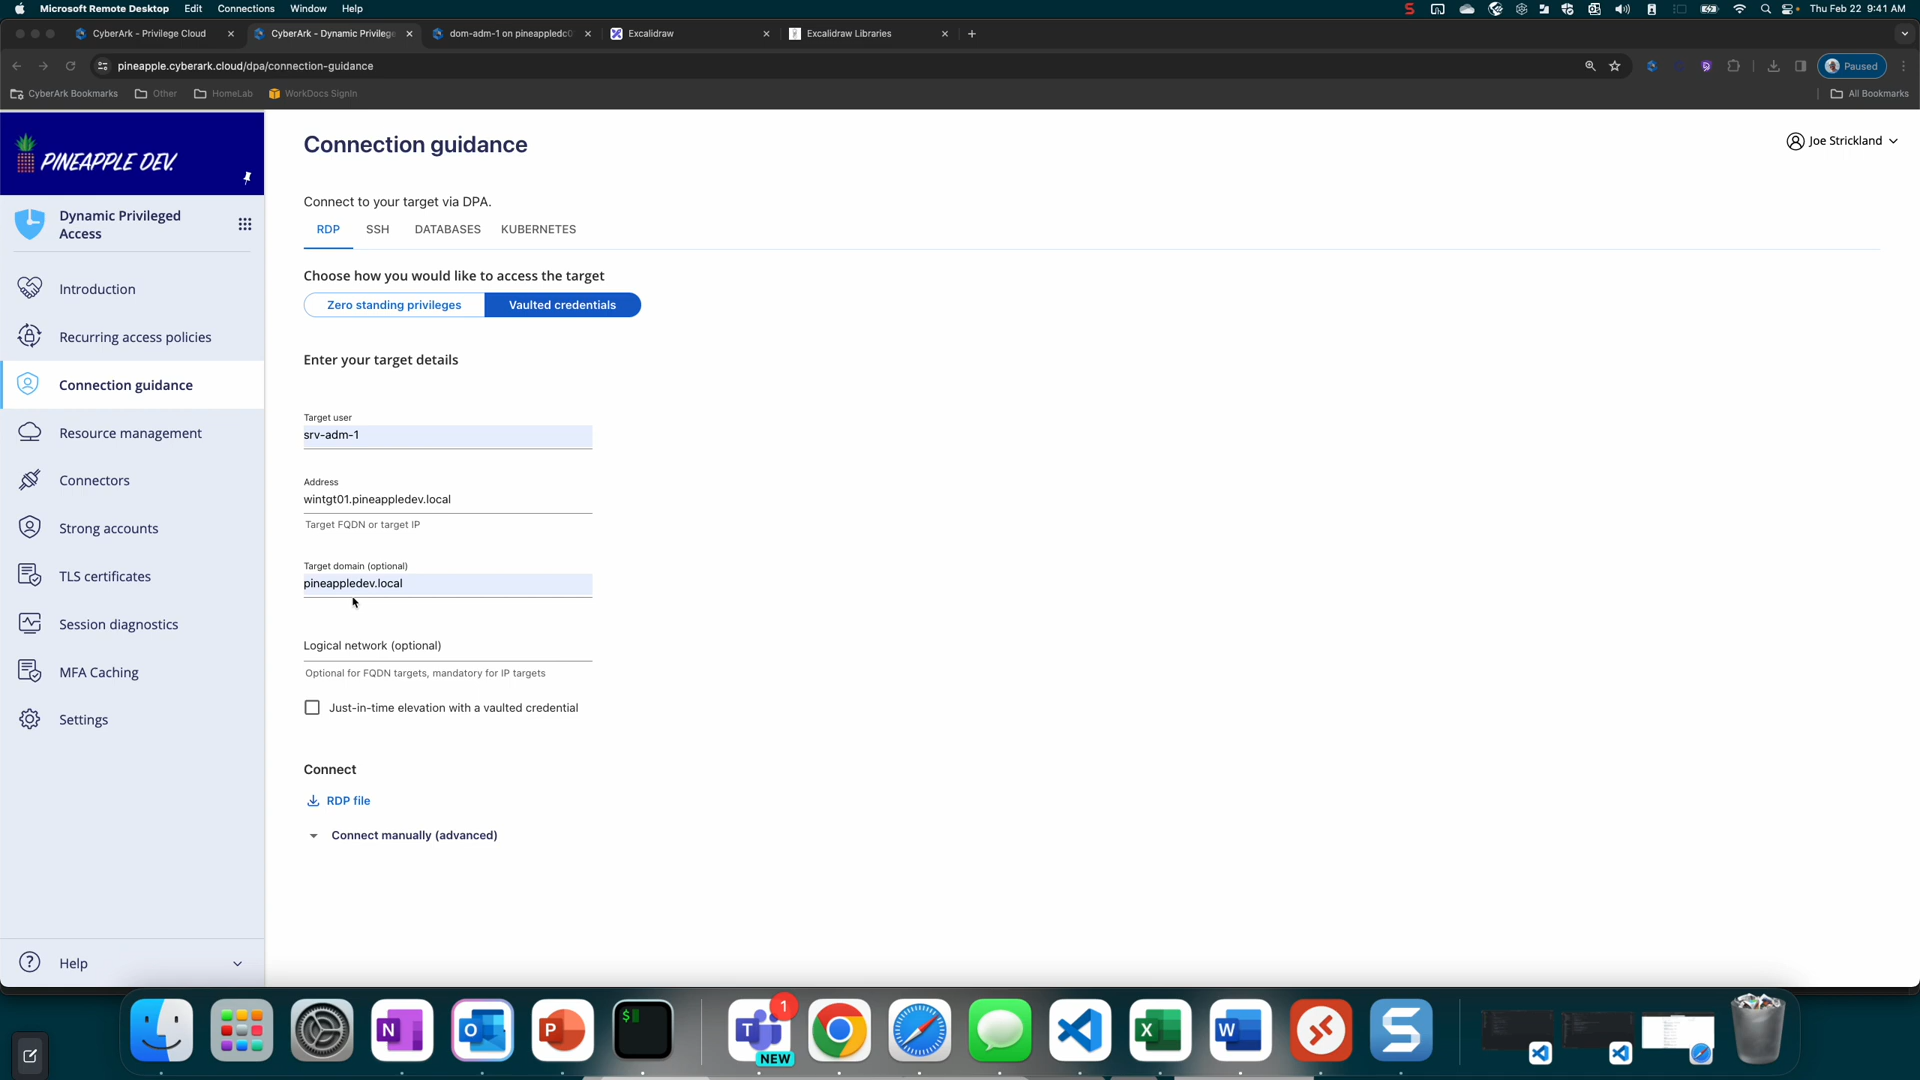 Microsoft Remote Desktop Edit Connections Window Help
Thu Feb 22 9:41 AM
CyberArk - Privilege Cloud
CyberArk - Dynamic Privilege
dom-adm-1 on pineappledc0
Excalidraw
Excalidraw Libraries
pineapple.cyberark.cloud/dpa/connection-guidance
Paused
CyberArk Bookmarks
Other
HomeLab
WorkDocs SignIn
All Bookmarks
PINEAPPLE DEV.
Dynamic Privileged
Access
Introduction
Recurring access policies
Connection guidance
Resource management
Connectors
Strong accounts
TLS certificates
Session diagnostics
MFA Caching
Settings
Help
Connection guidance
Joe Strickland
Connect to your target via DPA.
RDP SSH DATABASES KUBERNETES
Choose how you would like to access the target
Zero standing privileges Vaulted credentials
Enter your target details
Target user
srv-adm-1
Address
wintgt01.pineappledev.local
Target FQDN or target IP
Target domain (optional)
pineappledev.local
Logical network (optional)
Optional for FQDN targets, mandatory for IP targets
Just-in-time elevation with a vaulted credential
Connect
RDP file
Connect manually (advanced)
1
NEW